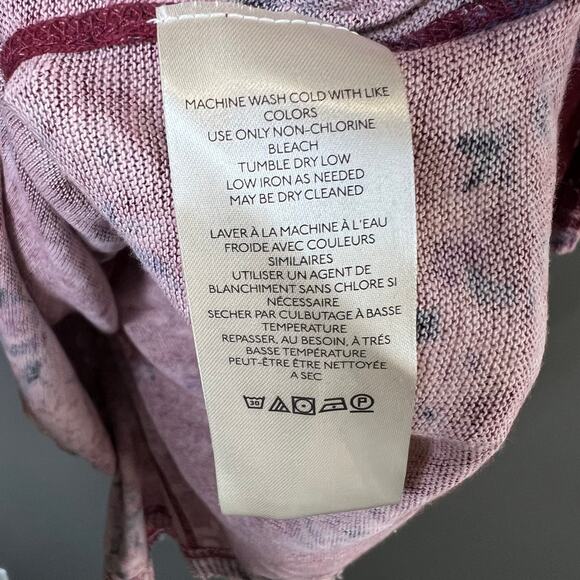 MACHINE WASH COLD WITH LIKE
COLORS
USE ONLY NON-CHLORINE
BLEACH
TUMBLE DRY LOW
LOW IRON AS NEEDED
MAY BE DRY CLEANED
LAVER À LA MACHINE À L'EAU
FROIDE AVEC COULEURS
SIMILAIRES
UTILISER UN AGENT DE
BLANCHIMENT SANS CHLORE SI
NÉCESSAIRE
SECHER PAR CULBUTAGE À BASSE
TEMPERATURE
REPASSER, AU BESOIN, À TRÉS
BASSE TEMPÉRATURE
PEUT-ÊTRE ÊTRE NETTOYÉE
A SEC
30 P